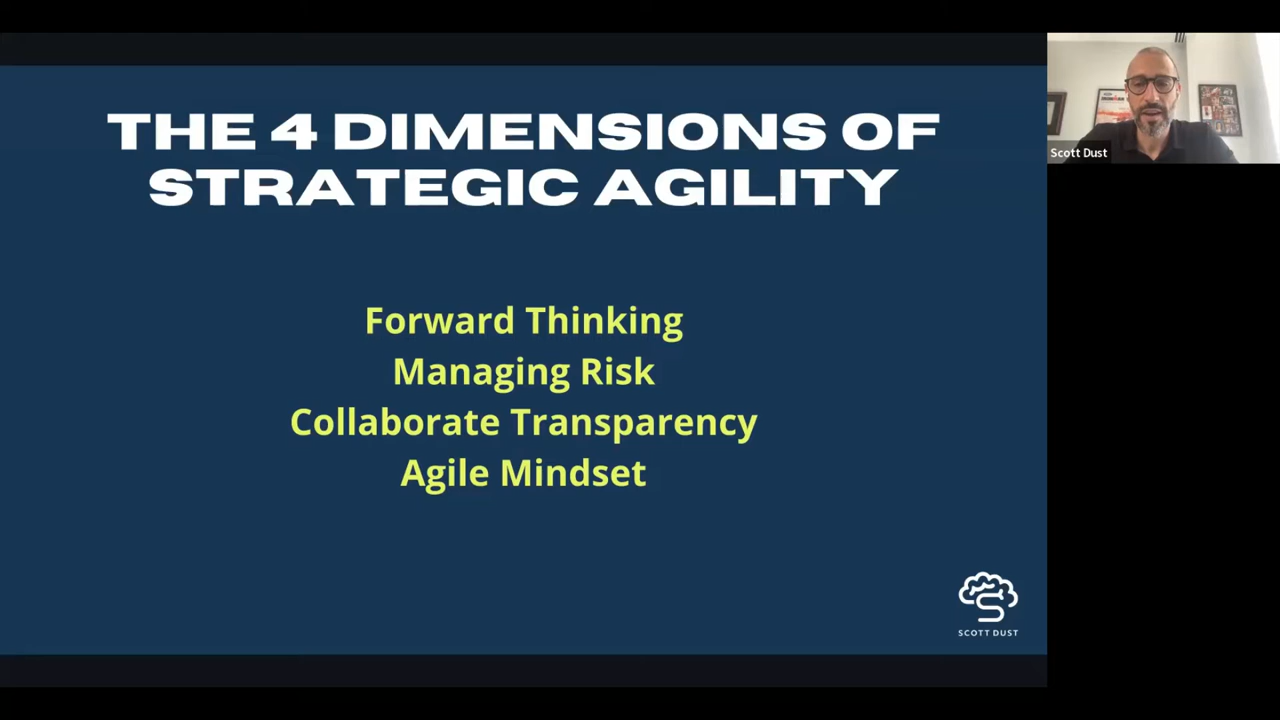 THE 4 DIMENSIONS OF
STRATEGIC AGILITY
Forward Thinking
Managing Risk
Collaborate Transparency
Agile Mindset
SCOTT DUST
Scott Dust